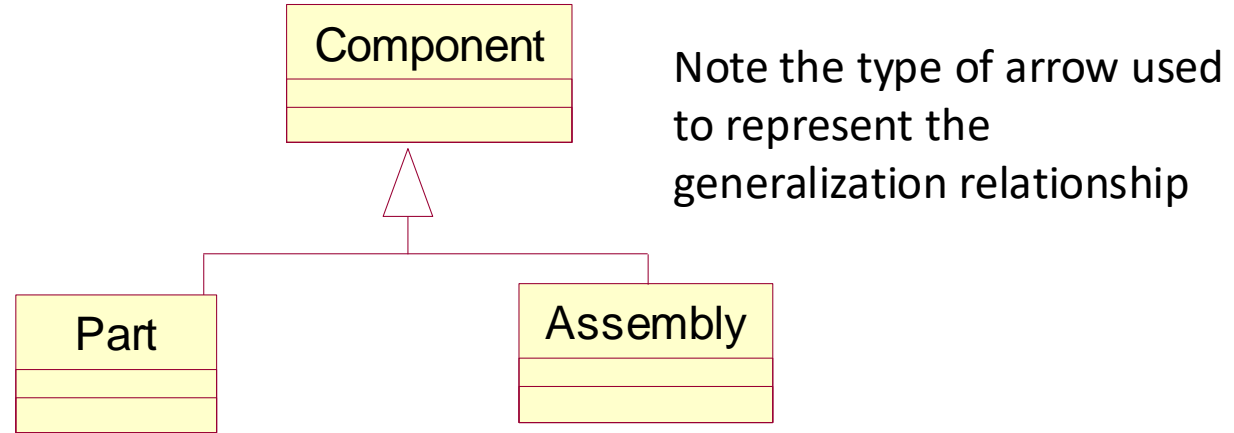 Component
Note the type of arrow used
to represent the
generalization relationship
Part
Assembly